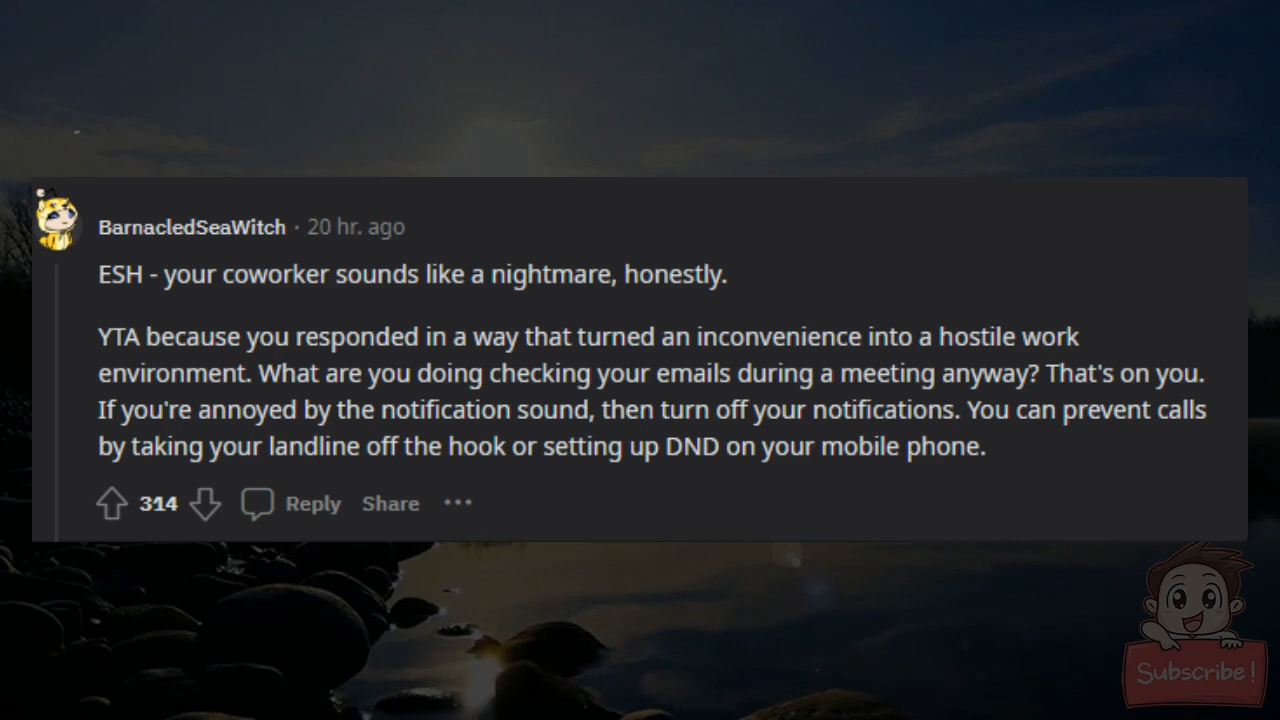 BarnacledSeaWitch · 20 hr. ago
ESH - your coworker sounds like a nightmare, honestly.
YTA because you responded in a way that turned an inconvenience into a hostile work
environment. What are you doing checking your emails during a meeting anyway? That's on you.
If you're annoyed by the notification sound, then turn off your notifications. You can prevent calls
by taking your landline off the hook or setting up DND on your mobile phone.
314 Reply Share ···
Subscribe!